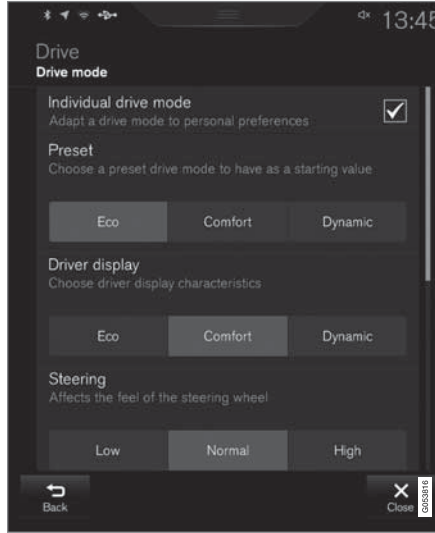 13:45
Drive
Drive mode
Individual drive mode
Adapt a drive mode to personal preferences
Preset
Choose a preset drive mode to have as a starting value
Eco Comfort Dynamic
Driver display
Choose driver display characteristics
Eco Comfort Dynamic
Steering
Affects the feel of the steering wheel
Low Normal High
Back Close
G053816